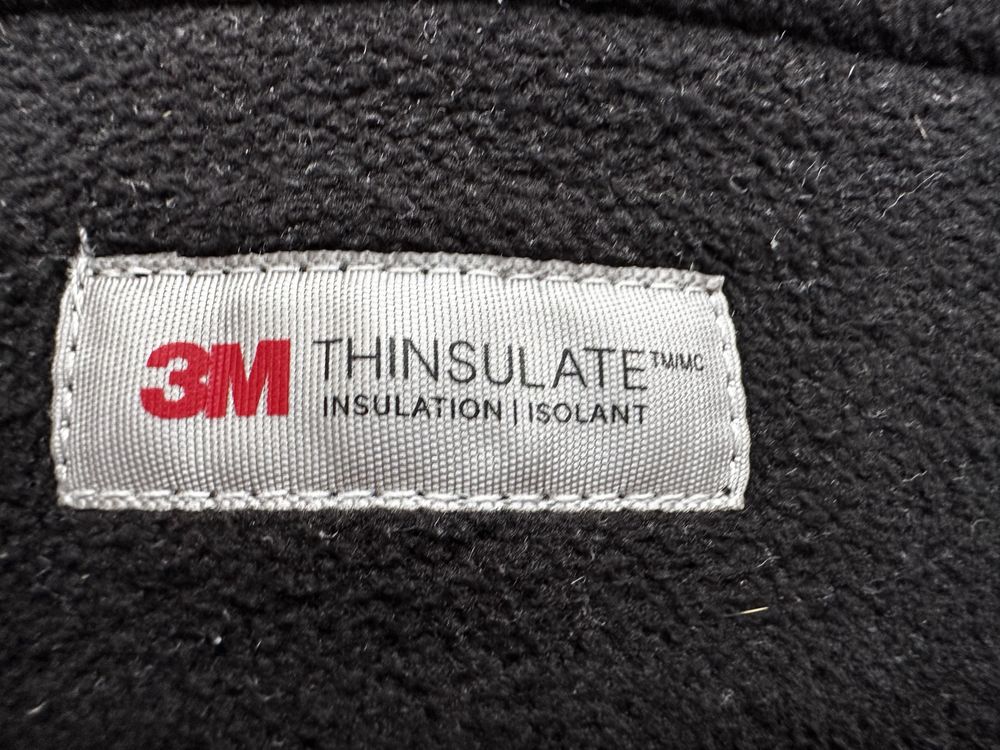 3M THINSULATE™/MC
INSULATION | ISOLANT